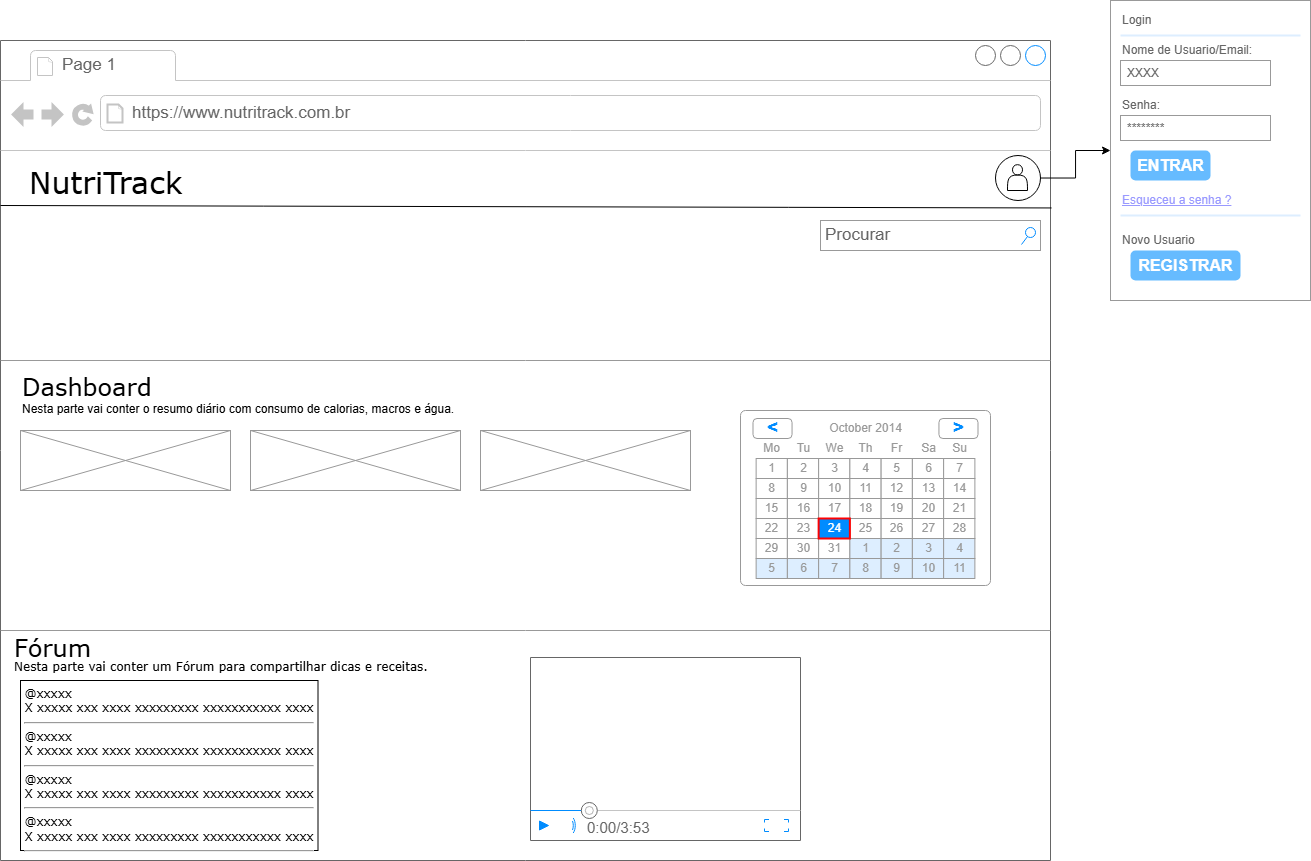 Page 1
https://www.nutritrack.com.br
NutriTrack
Procurar
Login
Nome de Usuario/Email:
XXXX
Senha:
********
ENTRAR
Esqueceu a senha ?
Novo Usuario
REGISTRAR
Dashboard
Nesta parte vai conter o resumo diário com consumo de calorias, macros e água.
< October 2014 >
Mo Tu We Th Fr Sa Su
1 2 3 4 5 6 7
8 9 10 11 12 13 14
15 16 17 18 19 20 21
22 23 24 25 26 27 28
29 30 31 1 2 3 4
5 6 7 8 9 10 11
Fórum
Nesta parte vai conter um Fórum para compartilhar dicas e receitas.
@xxxxx
X xxxxx xxx xxxx xxxxxxxxx xxxxxxxxxxx xxxx
@xxxxx
X xxxxx xxx xxxx xxxxxxxxx xxxxxxxxxxx xxxx
@xxxxx
X xxxxx xxx xxxx xxxxxxxxx xxxxxxxxxxx xxxx
@xxxxx
X xxxxx xxx xxxx xxxxxxxxx xxxxxxxxxxx xxxx
0:00/3:53